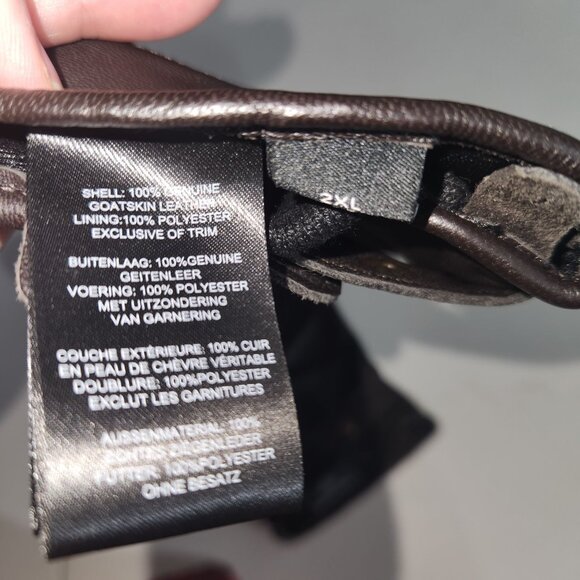 SHELL: 100% GENUINE
GOATSKIN LEATHER
LINING:100% POLYESTER
EXCLUSIVE OF TRIM
BUITENLAAG: 100%GENUINE
GEITENLEER
VOERING: 100% POLYESTER
MET UITZONDERING
VAN GARNERING
COUCHE EXTÉRIEURE: 100% CUIR
EN PEAU DE CHÈVRE VÉRITABLE
DOUBLURE: 100%POLYESTER
EXCLUT LES GARNITURES
AUSSENMATERIAL: 100%
ECHTES ZIEGENLEDER
FUTTER: 100%POLYESTER
OHNE BESATZ
2XL